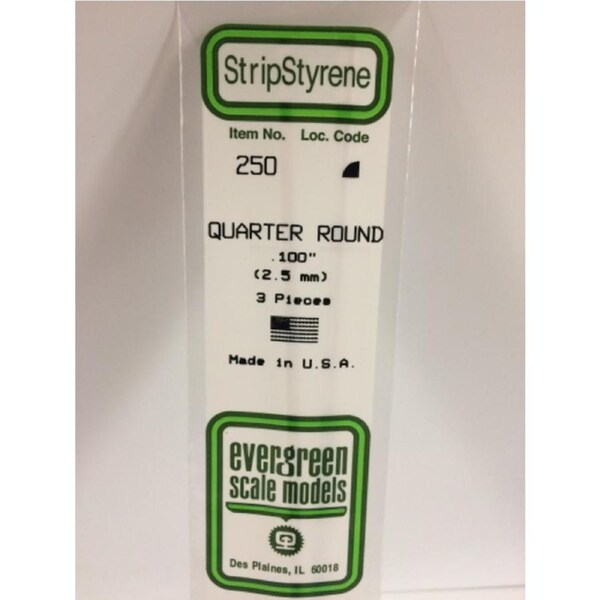 StripStyrene
Item No. Loc. Code
250
QUARTER ROUND
.100"
(2.5 mm)
3 Pieces
Made in U.S.A.
evergreen
scale models
Des Plaines, IL 60018